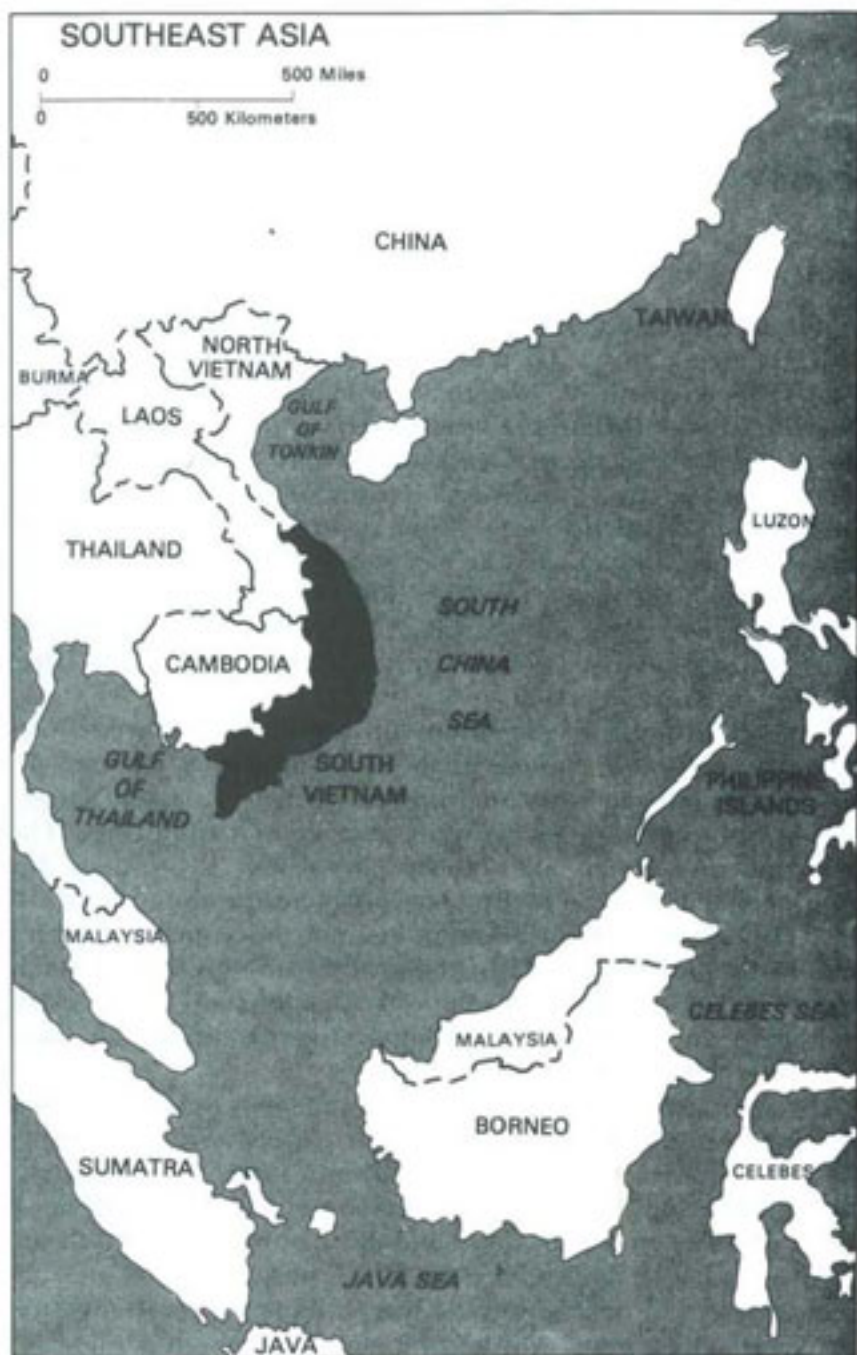 SOUTHEAST ASIA
0 500 Miles
0 500 Kilometers
CHINA
TAIWAN
NORTH
VIETNAM
BURMA
LAOS
GULF
OF
TONKIN
LUZON
THAILAND
SOUTH
CHINA
SEA
CAMBODIA
GULF
OF
THAILAND
SOUTH
VIETNAM
PHILIPPINE
ISLANDS
MALAYSIA
CELEBES SEA
MALAYSIA
BORNEO
SUMATRA
CELEBES
JAVA SEA
JAVA